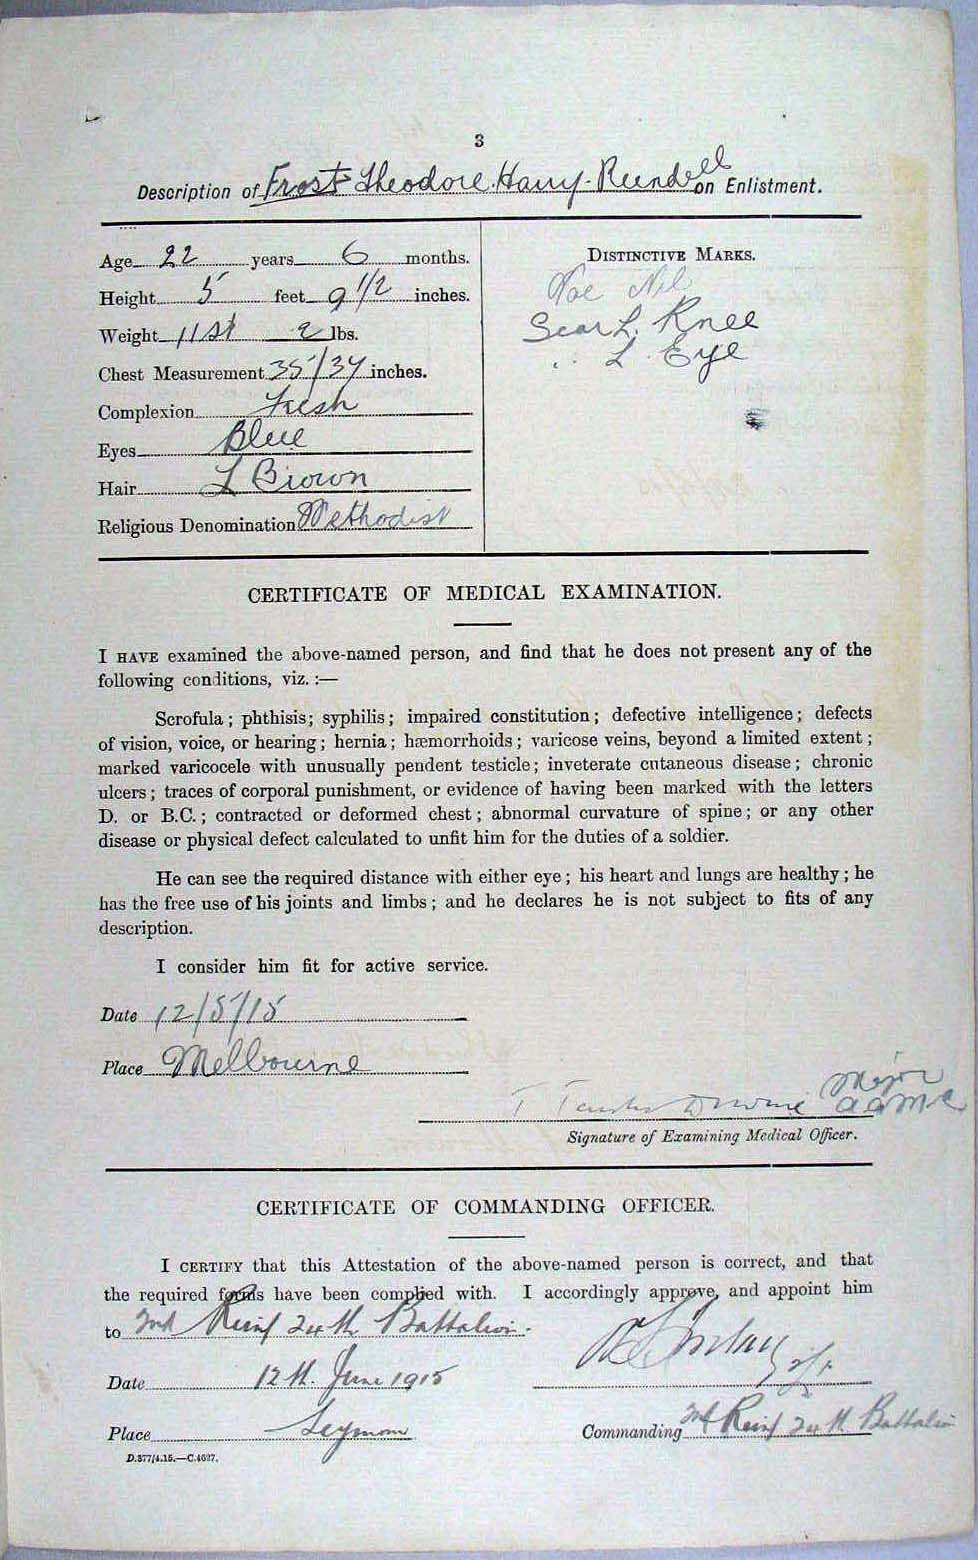 3
Description of Frost Theodore Harry Rundell on Enlistment.
Age 22 years 6 months.
Height 5 feet 9 1/2 inches.
Weight 11 st 2 lbs.
Chest Measurement 35/37 inches.
Complexion Fresh
Eyes Blue
Hair L Brown
Religious Denomination Methodist
DISTINCTIVE MARKS.
Vac Nil
Scar L. Knee
" L. Eye
CERTIFICATE OF MEDICAL EXAMINATION.
I HAVE examined the above-named person, and find that he does not present any of the
following conditions, viz. :—
Scrofula ; phthisis ; syphilis ; impaired constitution ; defective intelligence ; defects
of vision, voice, or hearing ; hernia ; hæmorrhoids ; varicose veins, beyond a limited extent ;
marked varicocele with unusually pendent testicle ; inveterate cutaneous disease ; chronic
ulcers ; traces of corporal punishment, or evidence of having been marked with the letters
D. or B.C. ; contracted or deformed chest ; abnormal curvature of spine ; or any other
disease or physical defect calculated to unfit him for the duties of a soldier.
He can see the required distance with either eye ; his heart and lungs are healthy ; he
has the free use of his joints and limbs ; and he declares he is not subject to fits of any
description.
I consider him fit for active service.
Date 12/5/15
Place Melbourne
Major
AAMC
Signature of Examining Medical Officer.
CERTIFICATE OF COMMANDING OFFICER.
I CERTIFY that this Attestation of the above-named person is correct, and that
the required forms have been complied with. I accordingly approve, and appoint him
to 2nd Reinf 24th Battalion.
Date 12th. June 1915
Place Seymour
Commanding 2nd Reinf 24th Battalion
D.377/4.15.—C.4627.